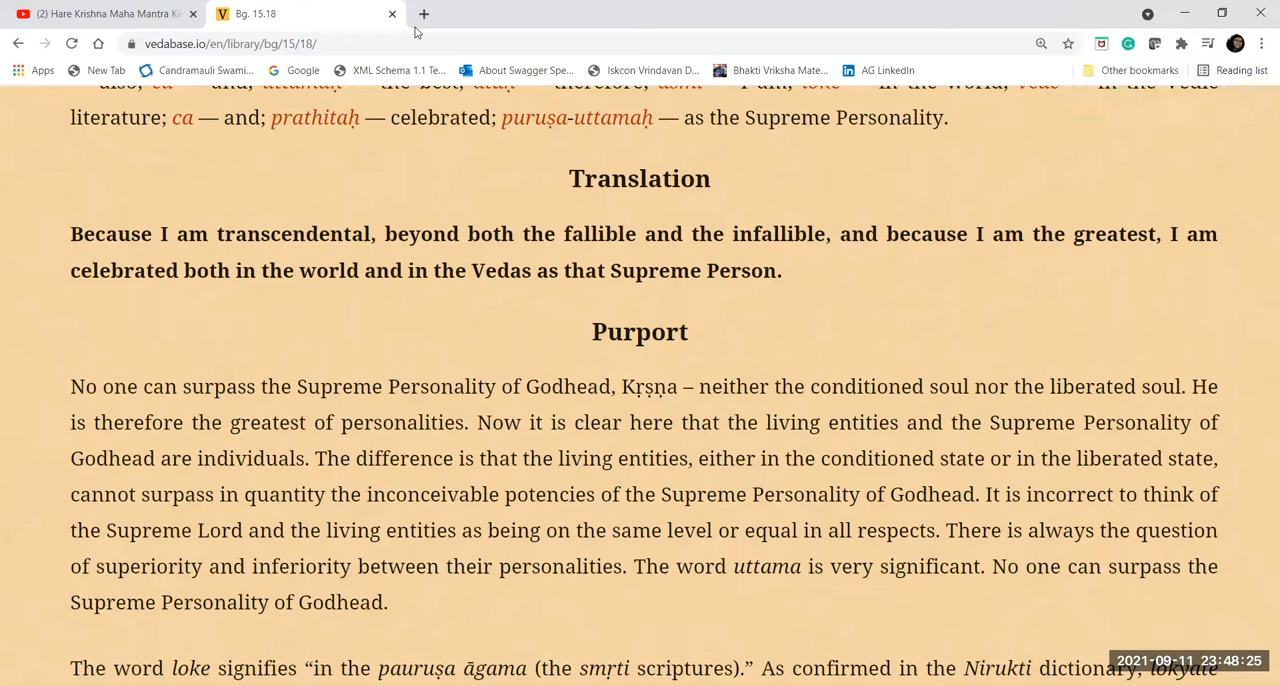 (2) Hare Krishna Maha Mantra Ki
Bg. 15.18
vedabase.io/en/library/bg/15/18/
Apps New Tab Candramauli Swami... Google XML Schema 1.1 Te... About Swagger Spe... Iskcon Vrindavan D... Bhakti Vriksha Mate... AG LinkedIn Other bookmarks Reading list
literature; ca — and; prathitaḥ — celebrated; puruṣa-uttamaḥ — as the Supreme Personality.
Translation
Because I am transcendental, beyond both the fallible and the infallible, and because I am the greatest, I am
celebrated both in the world and in the Vedas as that Supreme Person.
Purport
No one can surpass the Supreme Personality of Godhead, Kṛṣṇa – neither the conditioned soul nor the liberated soul. He
is therefore the greatest of personalities. Now it is clear here that the living entities and the Supreme Personality of
Godhead are individuals. The difference is that the living entities, either in the conditioned state or in the liberated state,
cannot surpass in quantity the inconceivable potencies of the Supreme Personality of Godhead. It is incorrect to think of
the Supreme Lord and the living entities as being on the same level or equal in all respects. There is always the question
of superiority and inferiority between their personalities. The word uttama is very significant. No one can surpass the
Supreme Personality of Godhead.
The word loke signifies “in the pauruṣa āgama (the smṛti scriptures).” As confirmed in the Nirukti dictionary,
2021-09-11 23:48:25